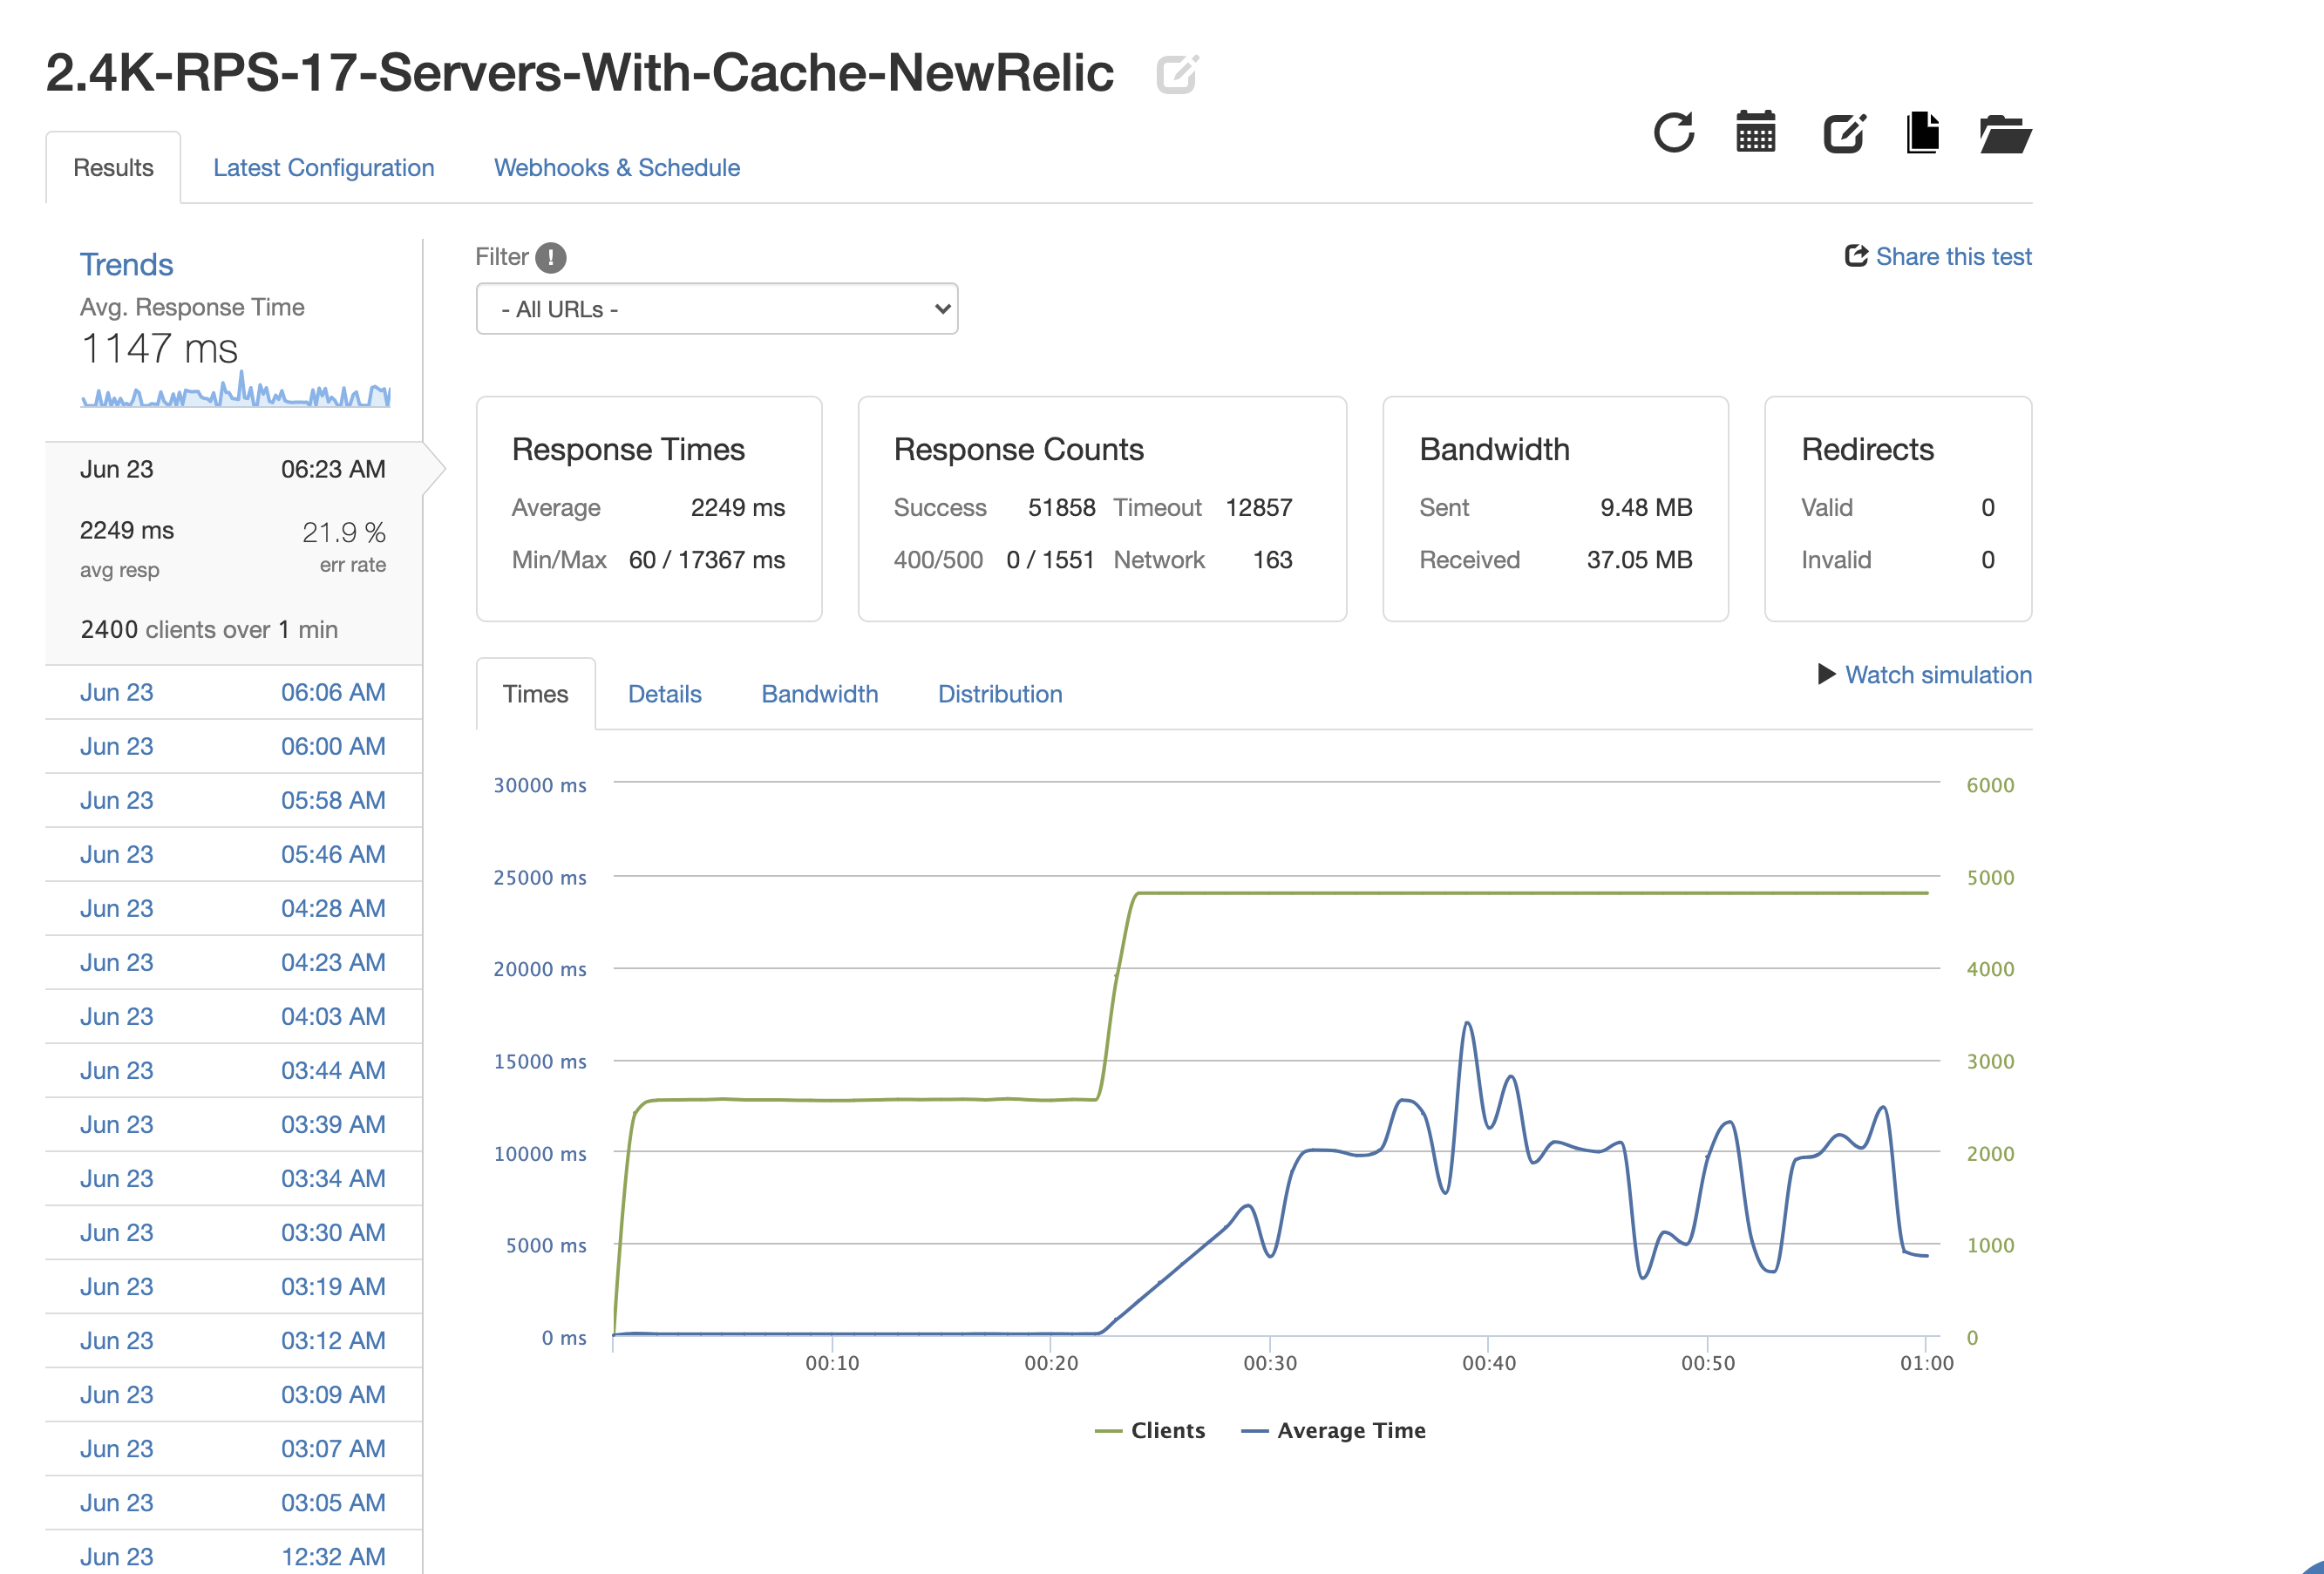 2.4K-RPS-17-Servers-With-Cache-NewRelic
Results Latest Configuration Webhooks & Schedule
Trends
Avg. Response Time
1147 ms
Jun 23 06:23 AM
2249 ms 21.9 %
avg resp err rate
2400 clients over 1 min
Jun 23 06:06 AM
Jun 23 06:00 AM
Jun 23 05:58 AM
Jun 23 05:46 AM
Jun 23 04:28 AM
Jun 23 04:23 AM
Jun 23 04:03 AM
Jun 23 03:44 AM
Jun 23 03:39 AM
Jun 23 03:34 AM
Jun 23 03:30 AM
Jun 23 03:19 AM
Jun 23 03:12 AM
Jun 23 03:09 AM
Jun 23 03:07 AM
Jun 23 03:05 AM
Jun 23 12:32 AM
Filter !
Share this test
- All URLs -
Response Times
Average 2249 ms
Min/Max 60 / 17367 ms
Response Counts
Success 51858 Timeout 12857
400/500 0 / 1551 Network 163
Bandwidth
Sent 9.48 MB
Received 37.05 MB
Redirects
Valid 0
Invalid 0
Times Details Bandwidth Distribution
Watch simulation
30000 ms 6000
25000 ms 5000
20000 ms 4000
15000 ms 3000
10000 ms 2000
5000 ms 1000
0 ms 0
00:10 00:20 00:30 00:40 00:50 01:00
Clients Average Time